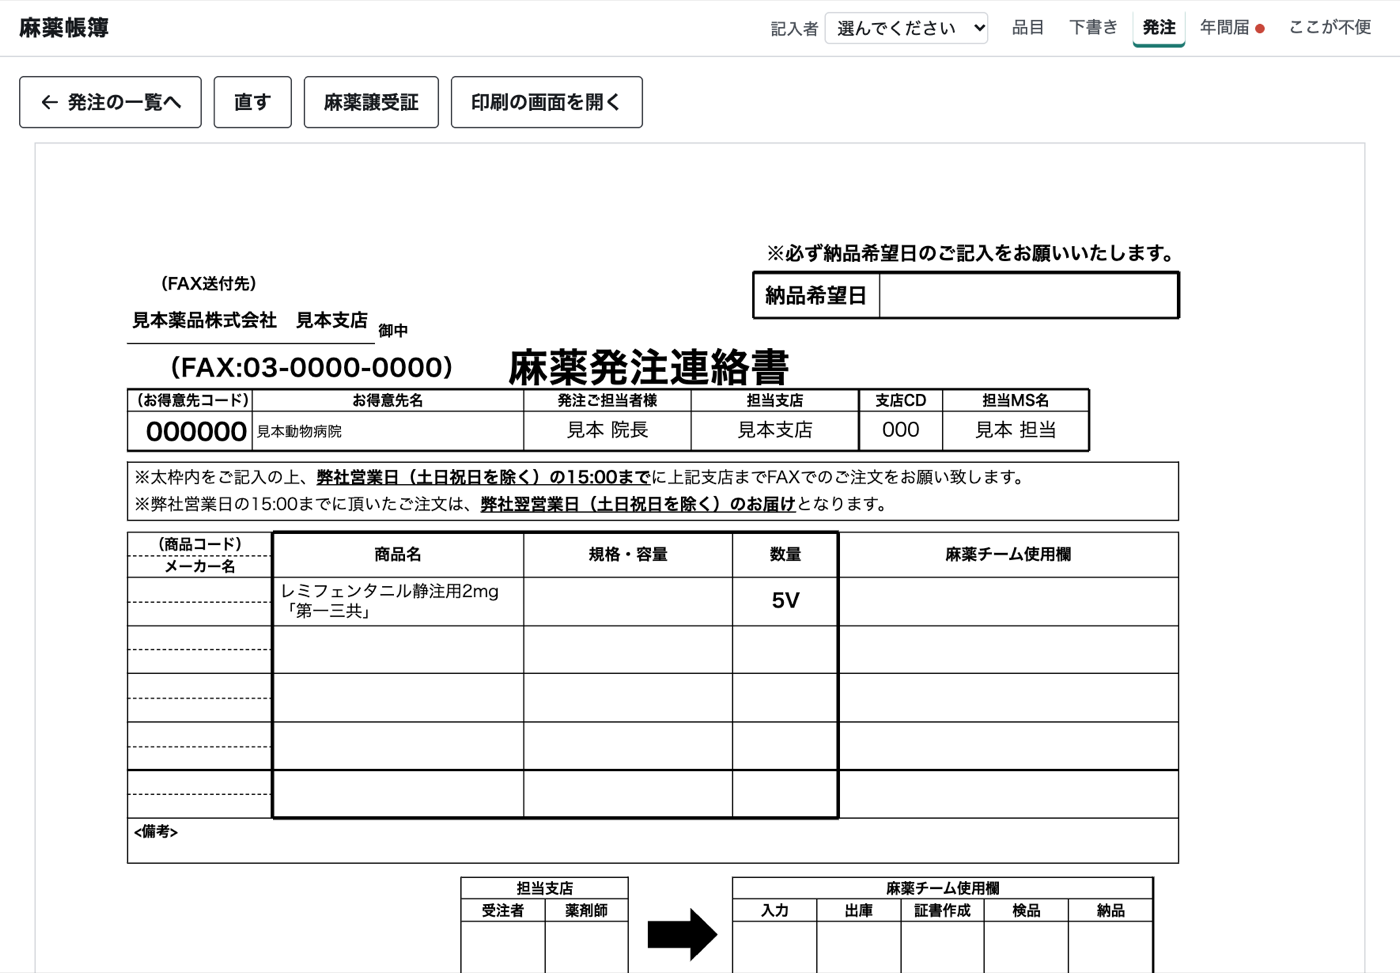 麻薬帳簿
記入者 選んでください 品目 下書き 発注 年間届 ここが不便
← 発注の一覧へ 直す 麻薬譲受証 印刷の画面を開く
※必ず納品希望日のご記入をお願いいたします。
（FAX送付先）
納品希望日
見本薬品株式会社　見本支店 御中
（FAX:03-0000-0000） 麻薬発注連絡書
（お得意先コード） お得意先名 発注ご担当者様 担当支店 支店CD 担当MS名
000000 見本動物病院 見本 院長 見本支店 000 見本 担当
※太枠内をご記入の上、弊社営業日（土日祝日を除く）の15:00までに上記支店までFAXでのご注文をお願い致します。
※弊社営業日の15:00までに頂いたご注文は、弊社翌営業日（土日祝日を除く）のお届けとなります。
（商品コード）
メーカー名 商品名 規格・容量 数量 麻薬チーム使用欄
レミフェンタニル静注用2mg
「第一三共」 5V
<備考>
担当支店 麻薬チーム使用欄
受注者 薬剤師 入力 出庫 証書作成 検品 納品